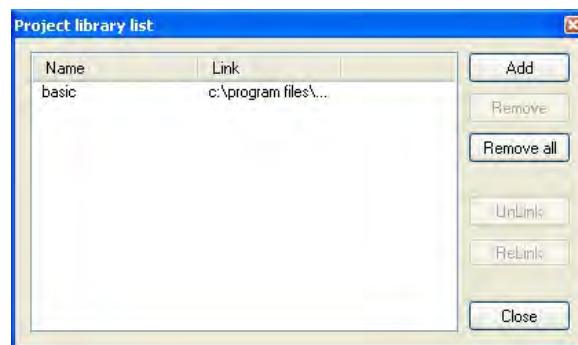 Project library list
Name Link
basic c:\program files\...
Add
Remove
Remove all
UnLink
ReLink
Close